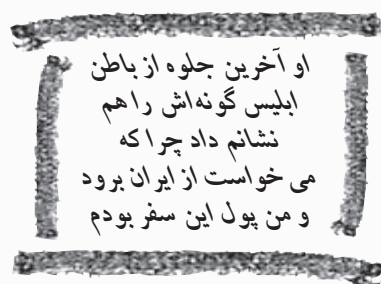 او آخرین جلوه از باطن
ابلیس گونه‌اش را هم
نشانم داد چرا که
می خواست از ایران برود
و من پول این سفر بودم